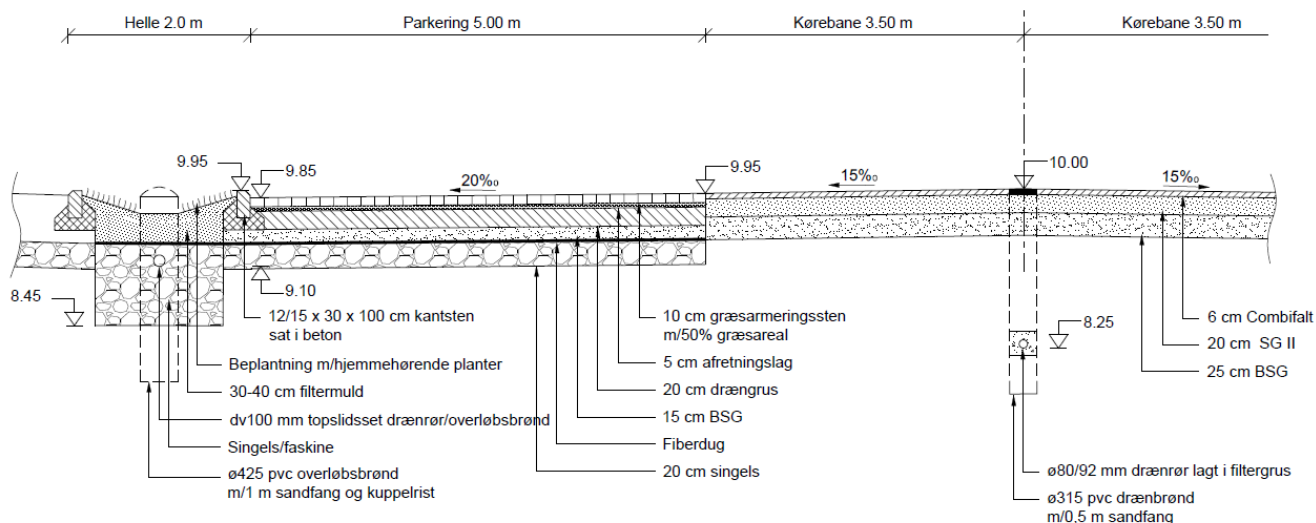 Helle 2.0 m
Parkering 5.00 m
Kørebane 3.50 m
Kørebane 3.50 m
9.95
9.85
20‰
9.95
15‰
10.00
15‰
8.45
9.10
8.25
12/15 x 30 x 100 cm kantsten
sat i beton
Beplantning m/hjemmehørende planter
30-40 cm filtermuld
dv100 mm topslidsset drænrør/overløbsbrønd
Singels/faskine
ø425 pvc overløbsbrønd
m/1 m sandfang og kuppelrist
10 cm græsarmeringssten
m/50% græsareal
5 cm afretningslag
20 cm drængrus
15 cm BSG
Fiberdug
20 cm singels
6 cm Combifalt
20 cm SG II
25 cm BSG
ø80/92 mm drænrør lagt i filtergrus
ø315 pvc drænbrønd
m/0,5 m sandfang